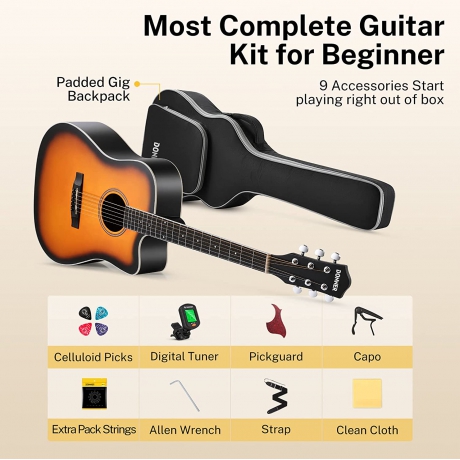 Most Complete Guitar
Kit for Beginner
Padded Gig
Backpack
9 Accessories Start
playing right out of box
DONNER
DONNER
Celluloid Picks
Digital Tuner
Pickguard
Capo
Extra Pack Strings
Allen Wrench
Strap
Clean Cloth